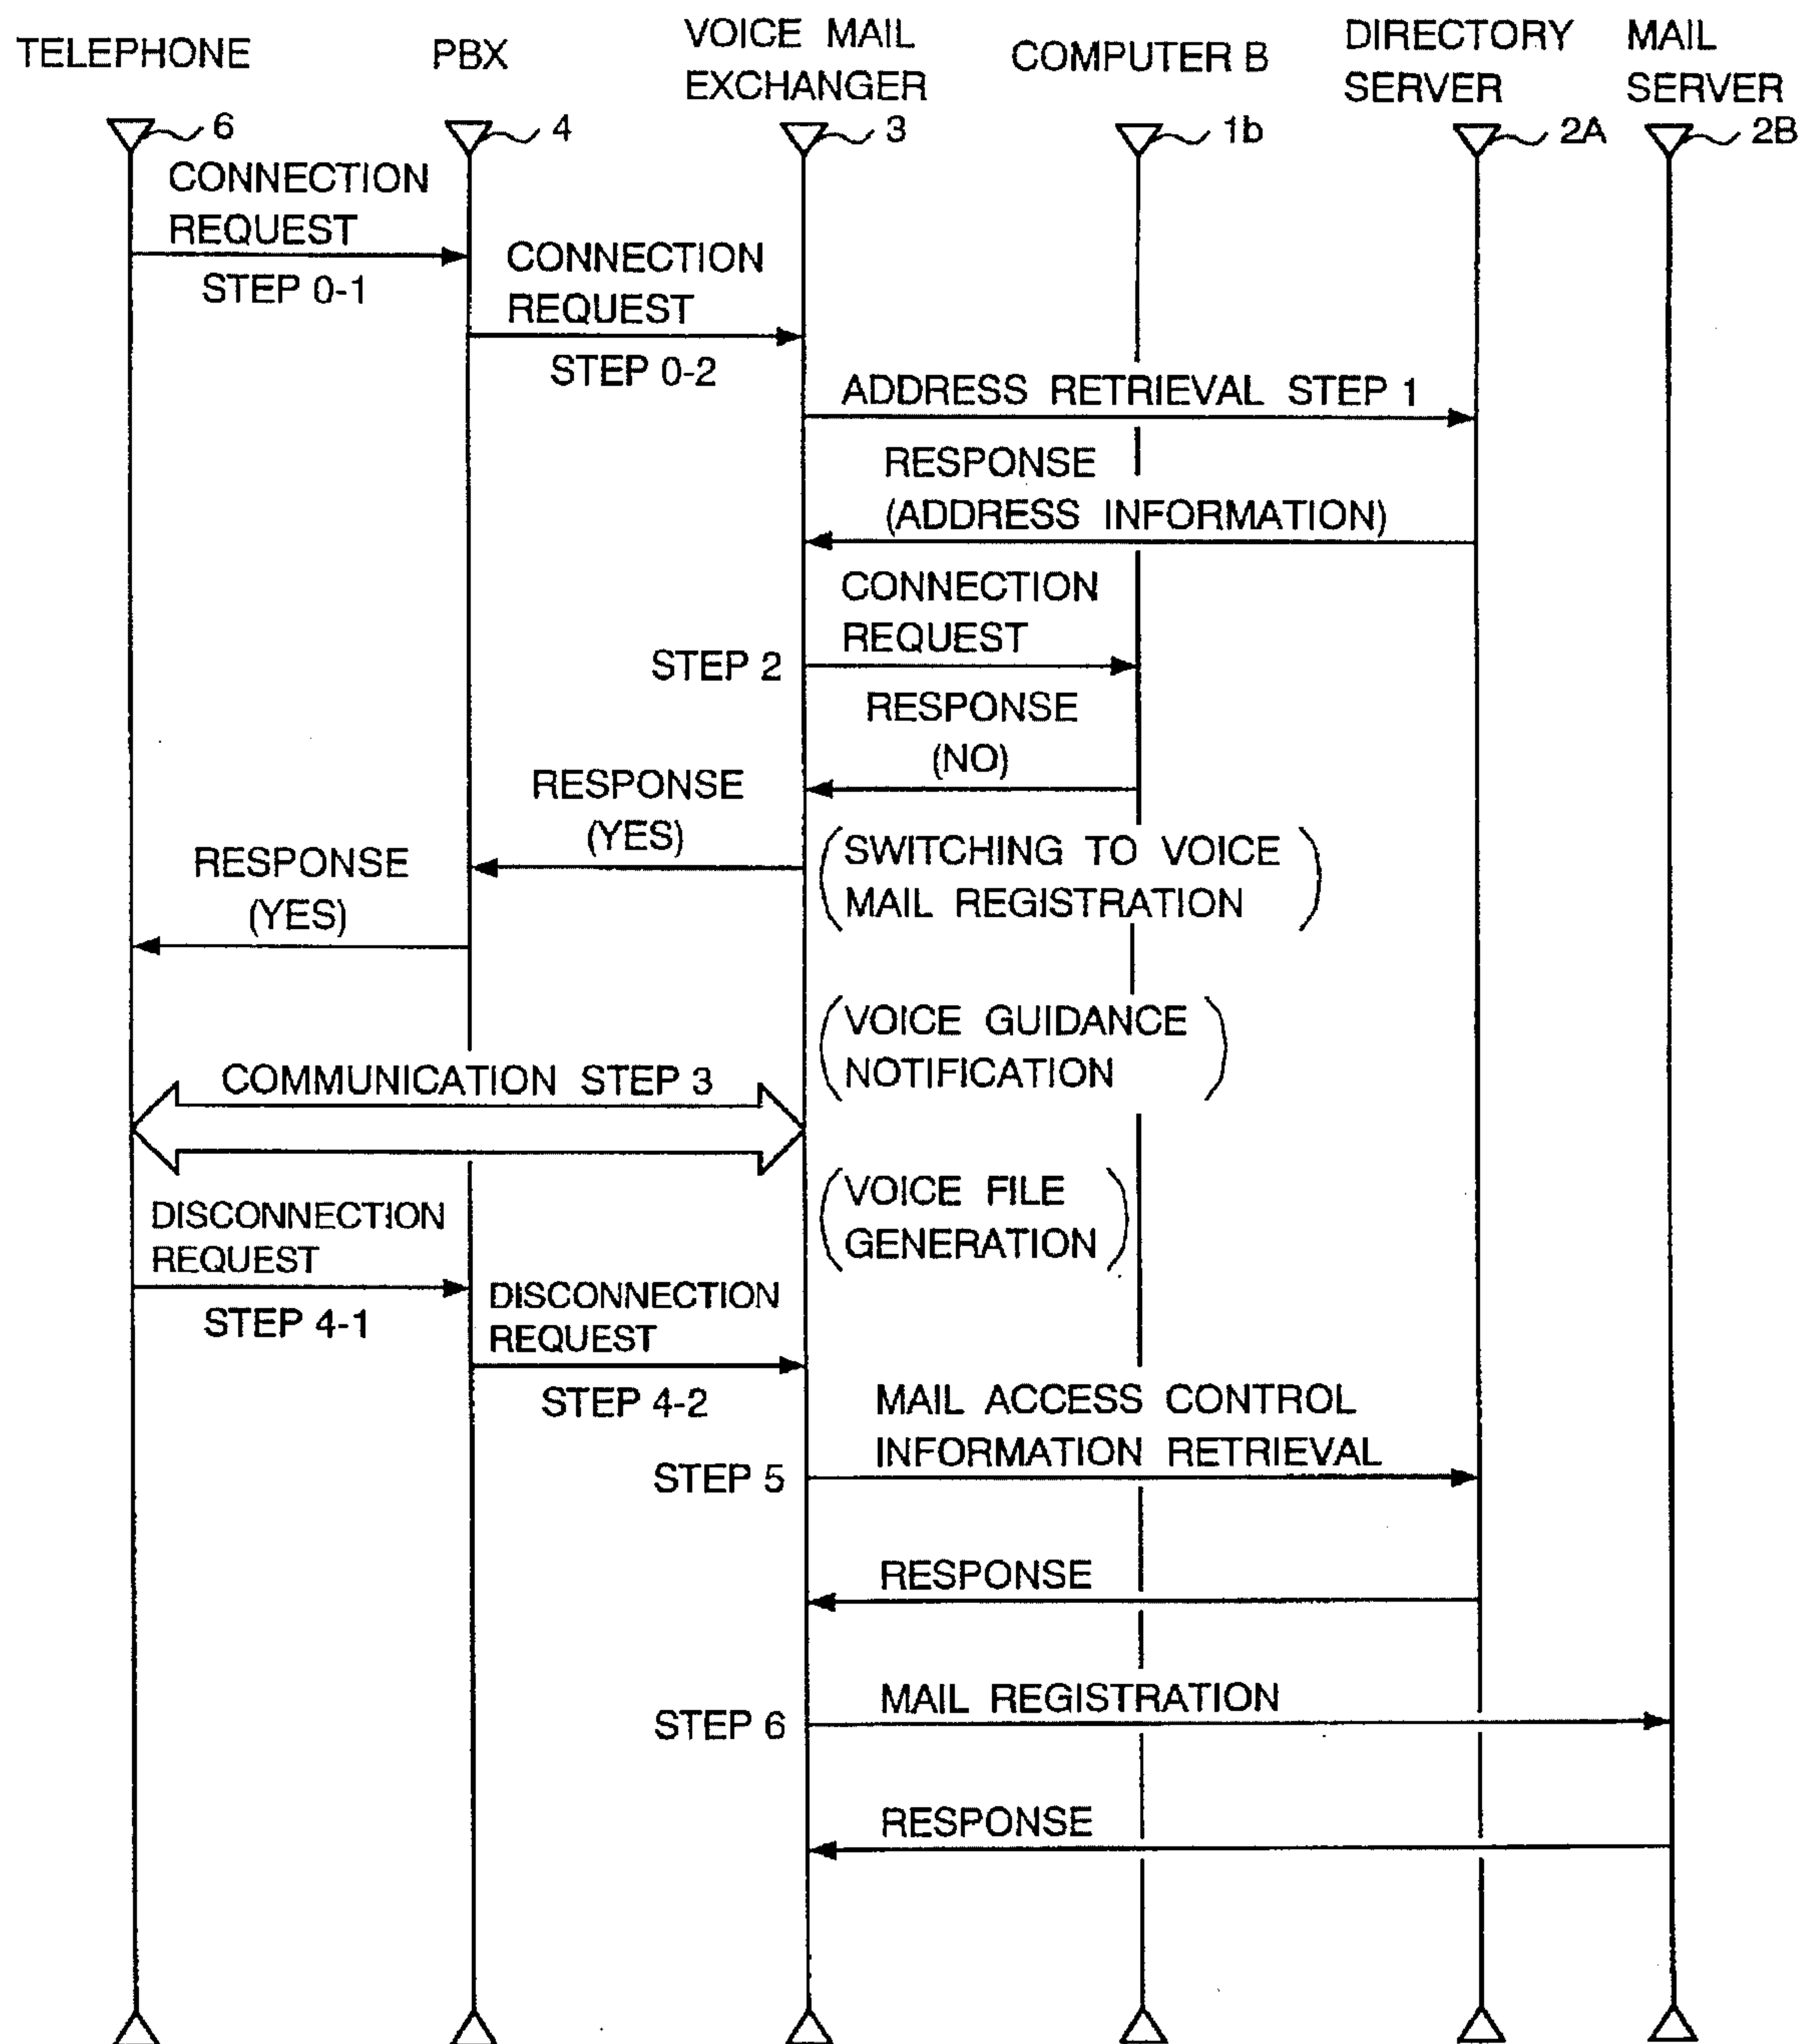 TELEPHONE
PBX
VOICE MAIL
EXCHANGER
COMPUTER B
DIRECTORY
SERVER
MAIL
SERVER
6
4
3
1b
2A
2B
CONNECTION
REQUEST
STEP 0-1
CONNECTION
REQUEST
STEP 0-2
ADDRESS RETRIEVAL STEP 1
RESPONSE
(ADDRESS INFORMATION)
CONNECTION
REQUEST
STEP 2
RESPONSE
(NO)
RESPONSE
(YES)
RESPONSE
(YES)
(SWITCHING TO VOICE
MAIL REGISTRATION)
(VOICE GUIDANCE
NOTIFICATION)
COMMUNICATION STEP 3
(VOICE FILE
GENERATION)
DISCONNECTION
REQUEST
STEP 4-1
DISCONNECTION
REQUEST
STEP 4-2
MAIL ACCESS CONTROL
INFORMATION RETRIEVAL
STEP 5
RESPONSE
MAIL REGISTRATION
STEP 6
RESPONSE